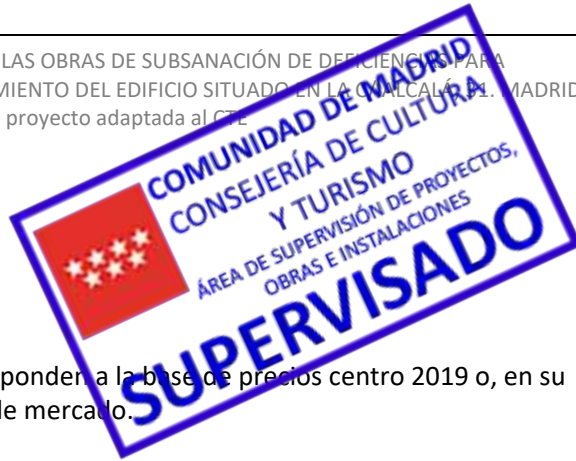 LAS OBRAS DE SUBSANACIÓN DE DEFICIENCIAS PARA
MIENTO DEL EDIFICIO SITUADO EN LA C/ALCALÁ, 31. MADRID
proyecto adaptada al CTE
COMUNIDAD DE MADRID
CONSEJERÍA DE CULTURA
Y TURISMO
ÁREA DE SUPERVISIÓN DE PROYECTOS,
OBRAS E INSTALACIONES
SUPERVISADO
ponden a la base de precios centro 2019 o, en su
de mercado.